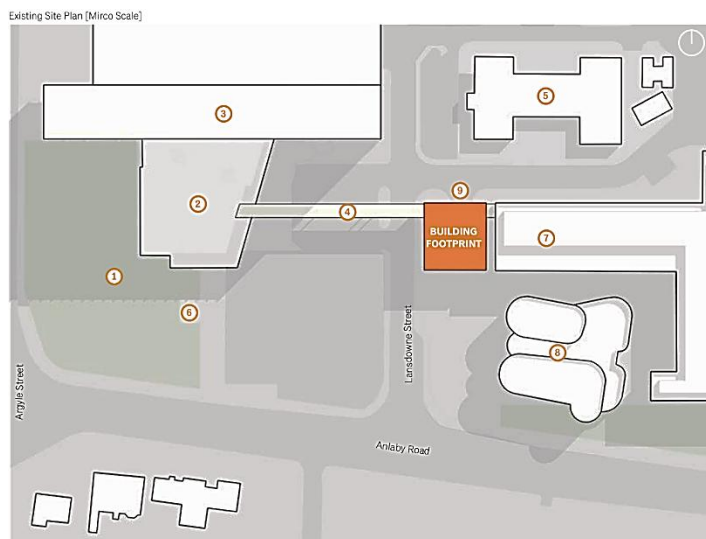 Existing Site Plan [Mirco Scale]
5
3
9
2
4
BUILDING
FOOTPRINT
7
1
6
Lansdowne Street
8
Argyle Street
Anlaby Road